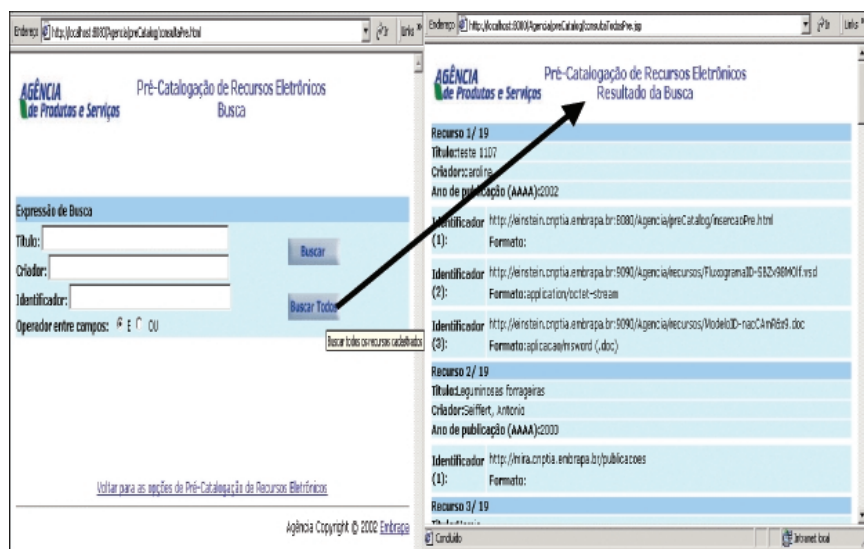 Endereço http://localhost:8080/Agencia/preCatalog/consultaPre.html Ir Links »
AGÊNCIA
de Produtos e Serviços
Pré-Catalogação de Recursos Eletrônicos
Busca
Expressão de Busca
Título:
Buscar
Criador:
Identificador:
Buscar Todos
Operador entre campos: E OU
Buscar todos os recursos cadastrados
Voltar para as opções de Pré-Catalogação de Recursos Eletrônicos
Agência Copyright © 2002 Embrapa
Endereço http://localhost:8080/Agencia/preCatalog/consultaTodosPre.jsp Ir Links »
AGÊNCIA
de Produtos e Serviços
Pré-Catalogação de Recursos Eletrônicos
Resultado da Busca
Recurso 1/ 19
Título:teste 1107
Criador:caroline
Ano de publicação (AAAA):2002
Identificador (1): http://einstein.cnptia.embrapa.br:8080/Agencia/preCatalog/insercaoPre.html
Formato:
Identificador (2): http://einstein.cnptia.embrapa.br:9090/Agencia/recursos/
Formato:application/octet-stream
Identificador (3): http://einstein.cnptia.embrapa.br:9090/Agencia/recursos/
Formato:aplicacao/msword (.doc)
Recurso 2/ 19
Título:Leguminosas forrageiras
Criador:Seiffert, Antonio
Ano de publicação (AAAA):2000
Identificador (1): http://mira.cnptia.embrapa.br/publicacoes
Formato:
Recurso 3/ 19
Concluído
Intranet local